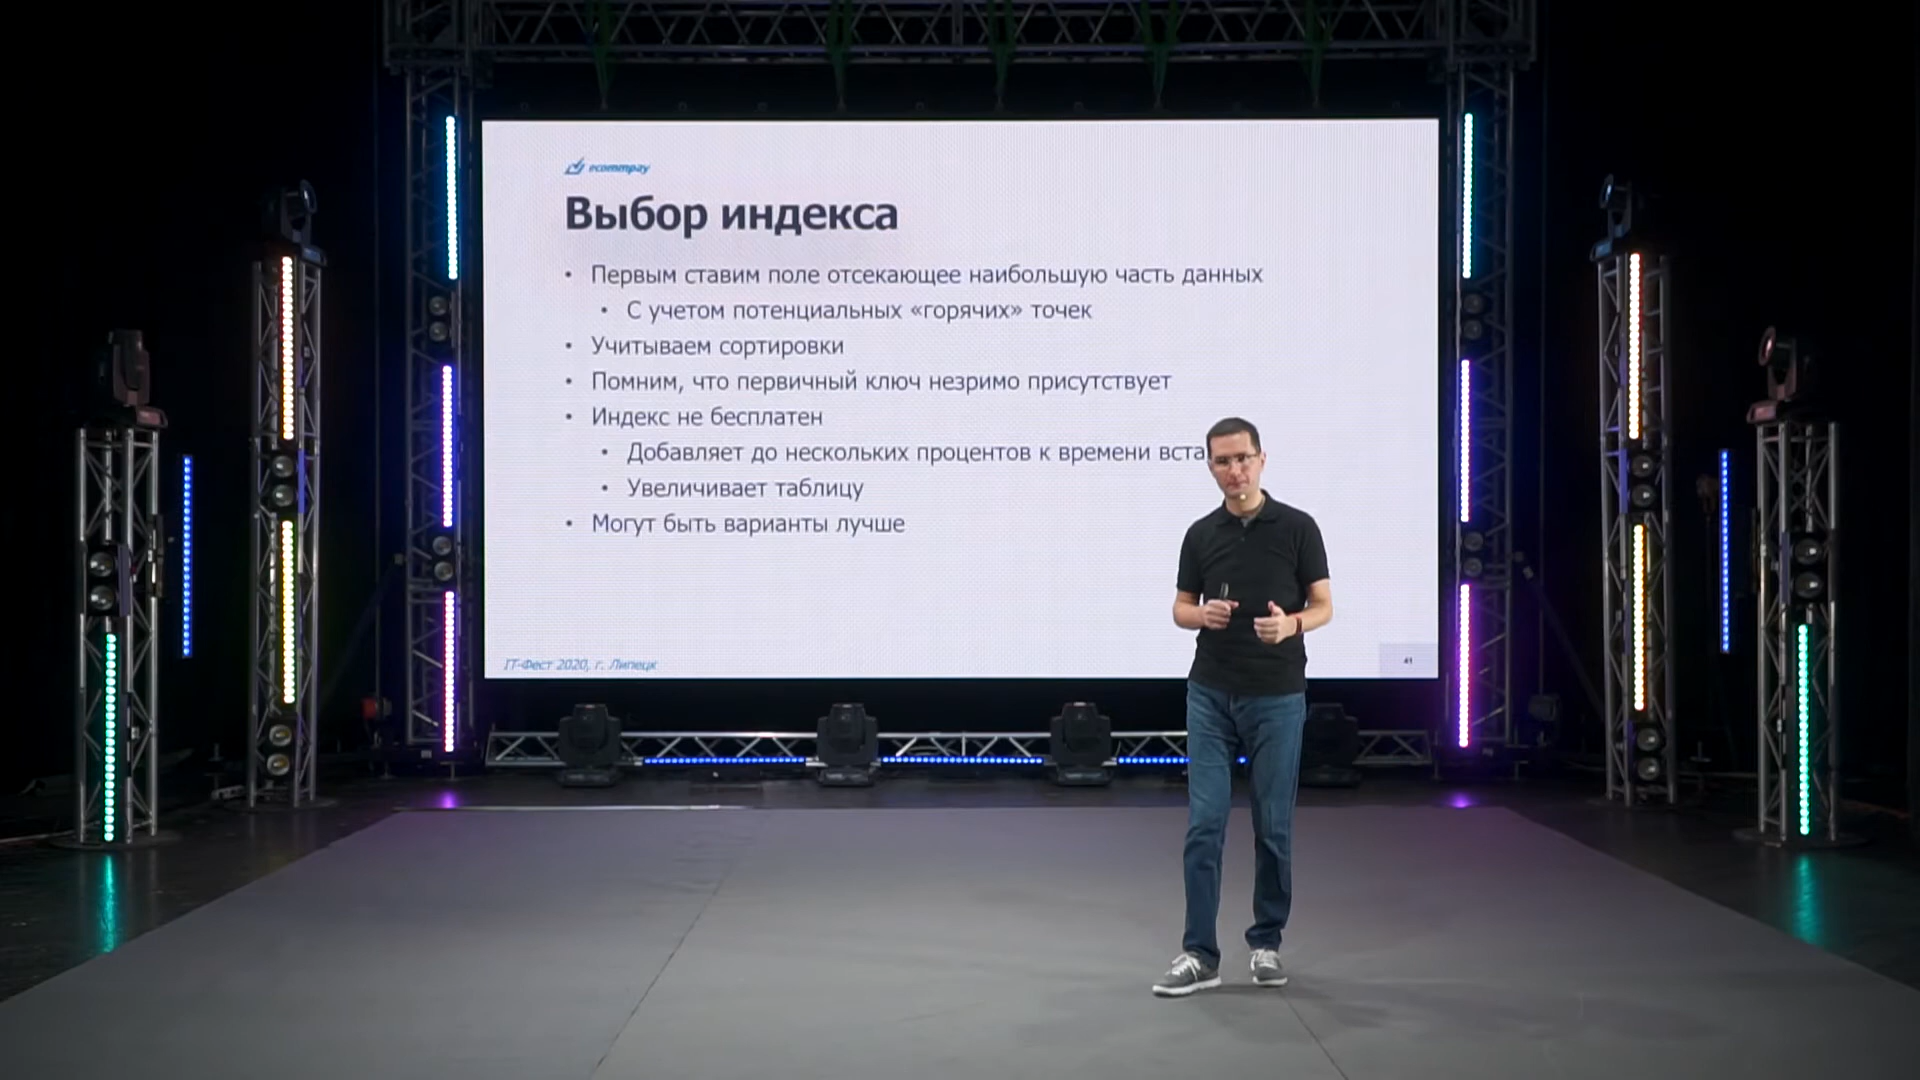 ecommpay
Выбор индекса
• Первым ставим поле отсекающее наибольшую часть данных
• С учетом потенциальных «горячих» точек
• Учитываем сортировки
• Помним, что первичный ключ незримо присутствует
• Индекс не бесплатен
• Добавляет до нескольких процентов к времени вста
• Увеличивает таблицу
• Могут быть варианты лучше
IT-Фест 2020, г. Липецк
41